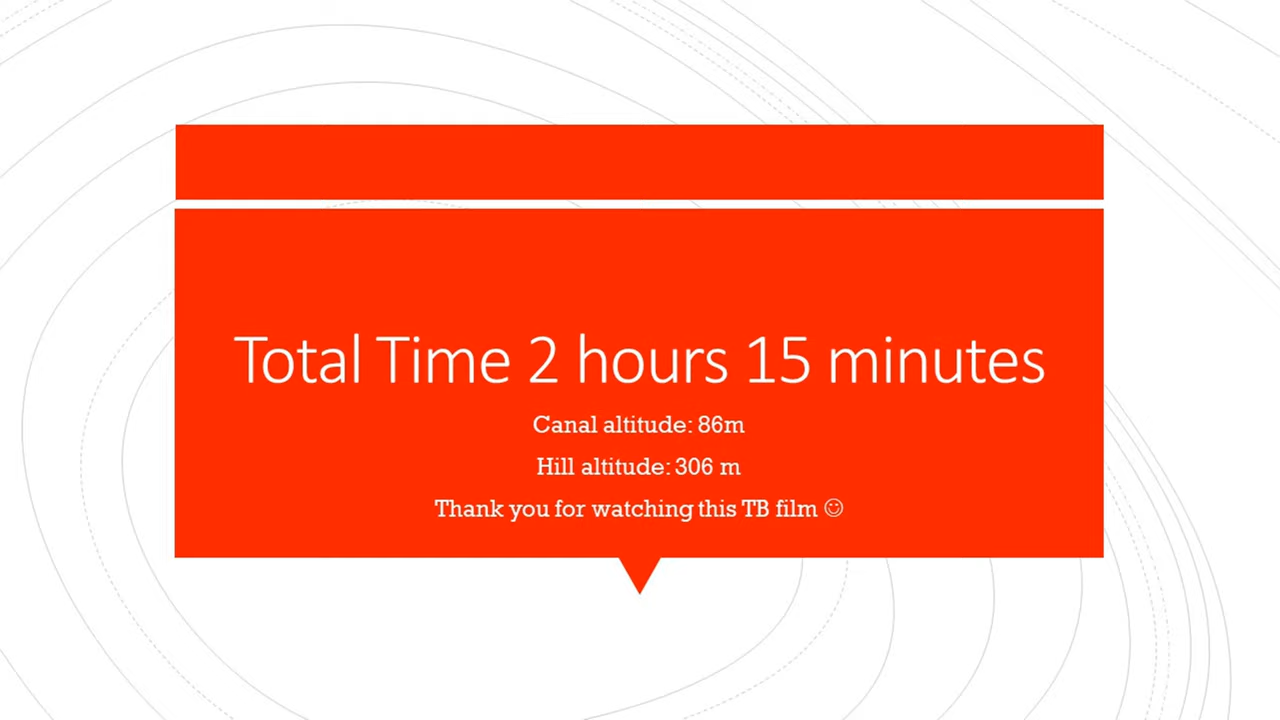 Total Time 2 hours 15 minutes
Canal altitude: 86m
Hill altitude: 306 m
Thank you for watching this TB film ☺